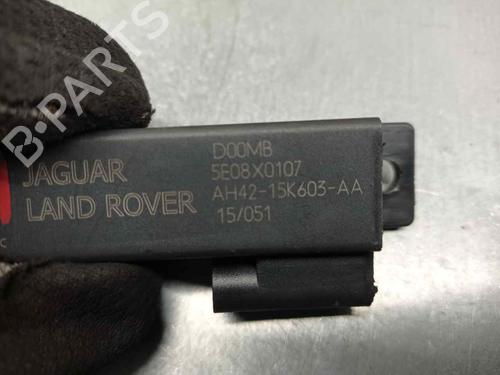 B-PARTS
JAGUAR
LAND ROVER
D00MB
5E08X0107
AH42-15K603-AA
15/051
C